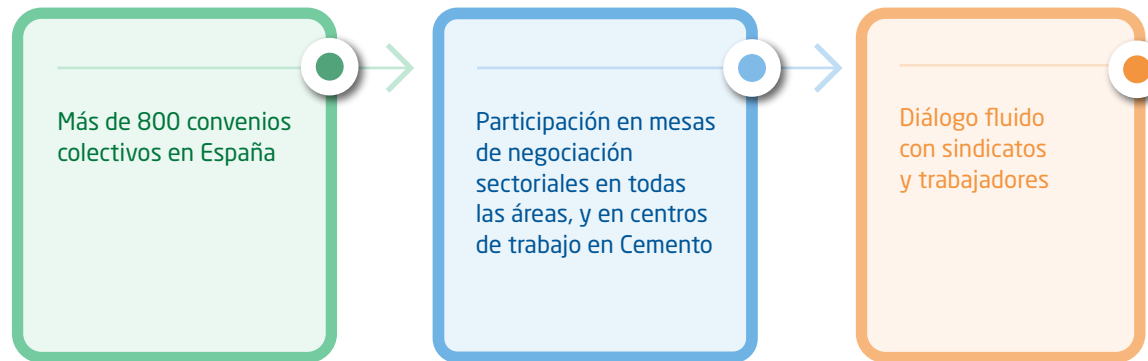 Más de 800 convenios
colectivos en España
Participación en mesas
de negociación
sectoriales en todas
las áreas, y en centros
de trabajo en Cemento
Diálogo fluido
con sindicatos
y trabajadores